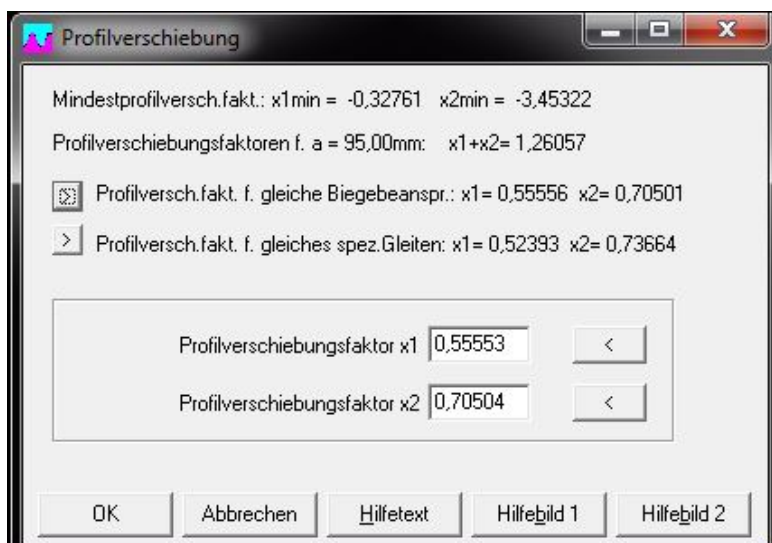 Profilverschiebung
Mindestprofilversch.fakt.: x1min = -0,32761 x2min = -3,45322
Profilverschiebungsfaktoren f. a = 95,00mm: x1+x2= 1,26057
> Profilversch.fakt. f. gleiche Biegebeanspr.: x1= 0,55556 x2= 0,70501
> Profilversch.fakt. f. gleiches spez.Gleiten: x1= 0,52393 x2= 0,73664
Profilverschiebungsfaktor x1 0,55553 <
Profilverschiebungsfaktor x2 0,70504 <
OK Abbrechen Hilfetext Hilfebild 1 Hilfebild 2